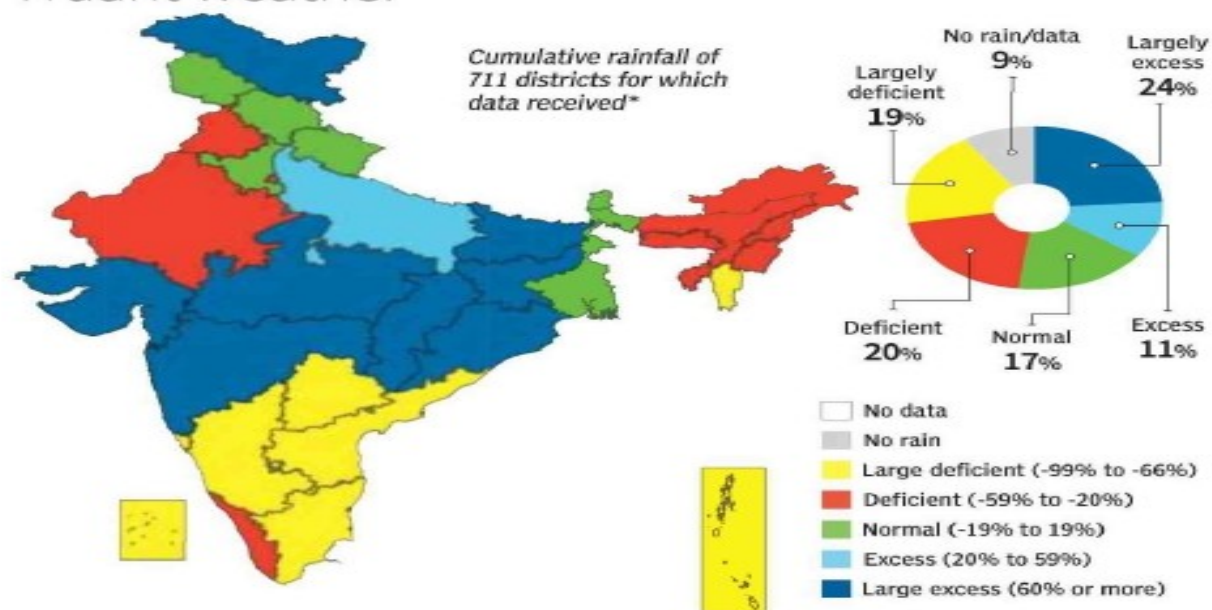 Cumulative rainfall of
711 districts for which
data received*
No rain/data
9%
Largely
excess
24%
Largely
deficient
19%
Deficient
20%
Normal
17%
Excess
11%
No data
No rain
Large deficient (-99% to -66%)
Deficient (-59% to -20%)
Normal (-19% to 19%)
Excess (20% to 59%)
Large excess (60% or more)